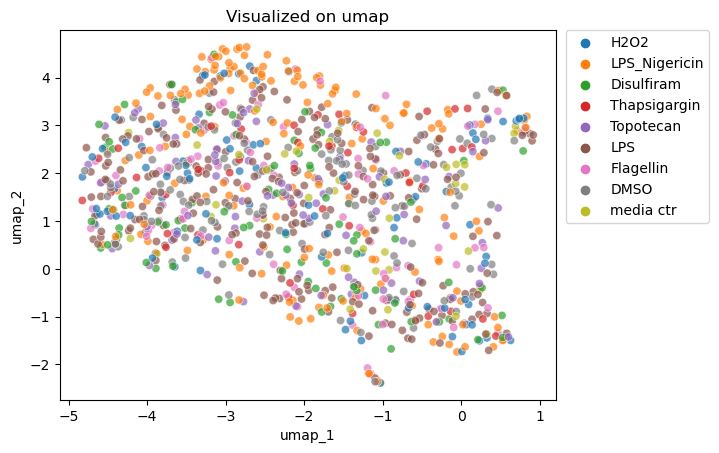 Visualized on umap
H2O2
LPS_Nigericin
Disulfiram
Thapsigargin
Topotecan
LPS
Flagellin
DMSO
media ctr
umap_2
4
3
2
1
0
−1
−2
−5 −4 −3 −2 −1 0 1
umap_1